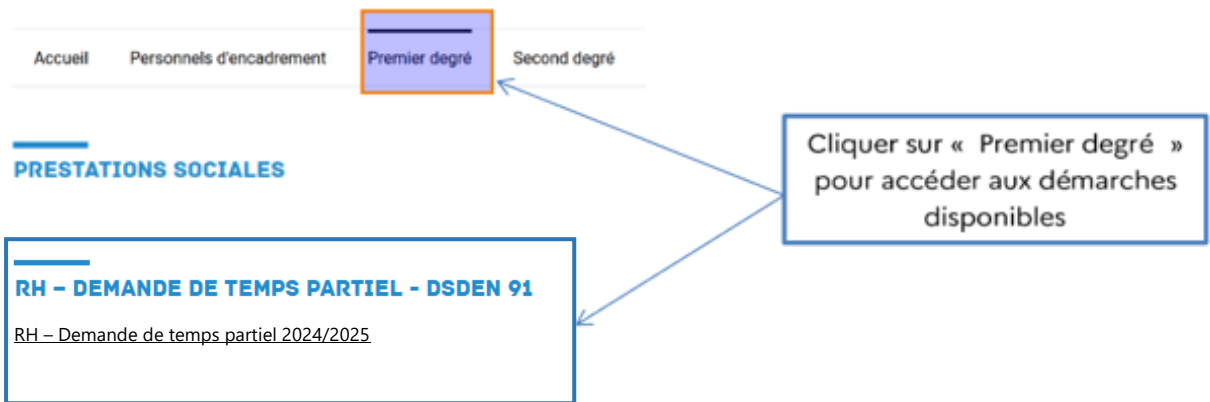 Accueil Personnels d'encadrement Premier degré Second degré
PRESTATIONS SOCIALES
Cliquer sur « Premier degré »
pour accéder aux démarches
disponibles
RH – DEMANDE DE TEMPS PARTIEL - DSDEN 91
RH – Demande de temps partiel 2024/2025